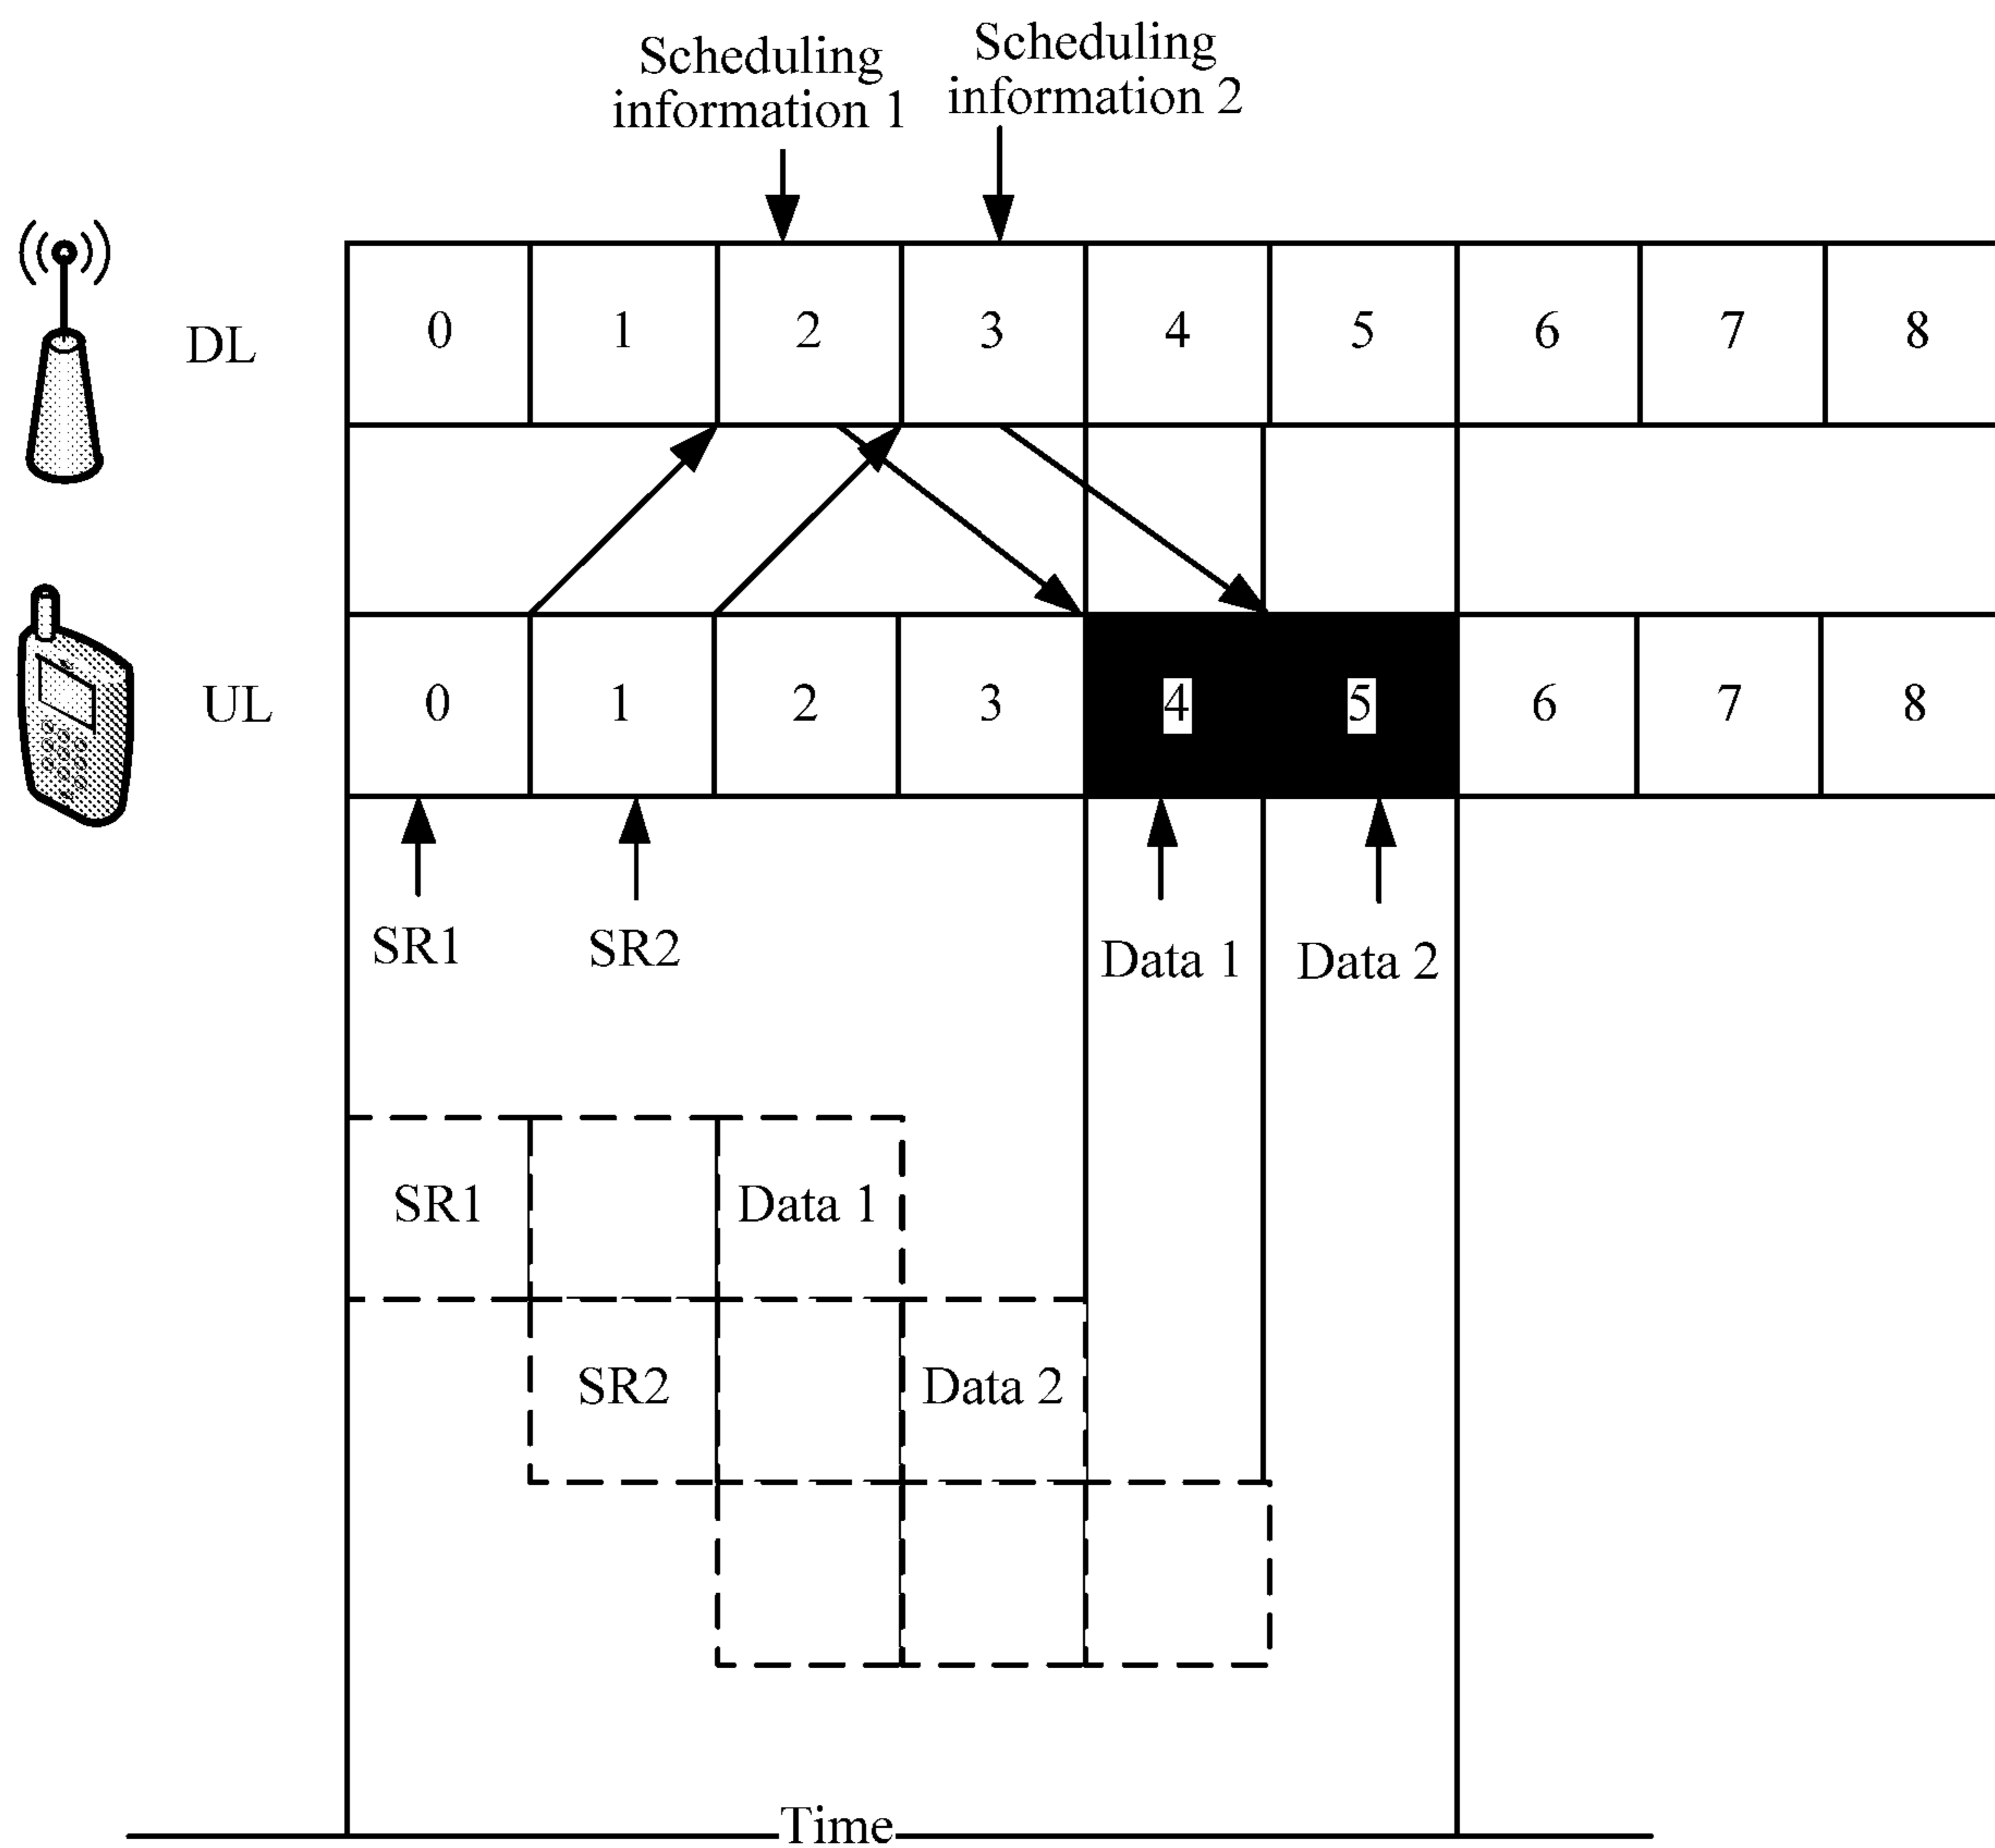 Scheduling
information 1
Scheduling
information 2
DL 0 1 2 3 4 5 6 7 8
UL 0 1 2 3 4 5 6 7 8
SR1 SR2 Data 1 Data 2
SR1 Data 1
SR2 Data 2
Time